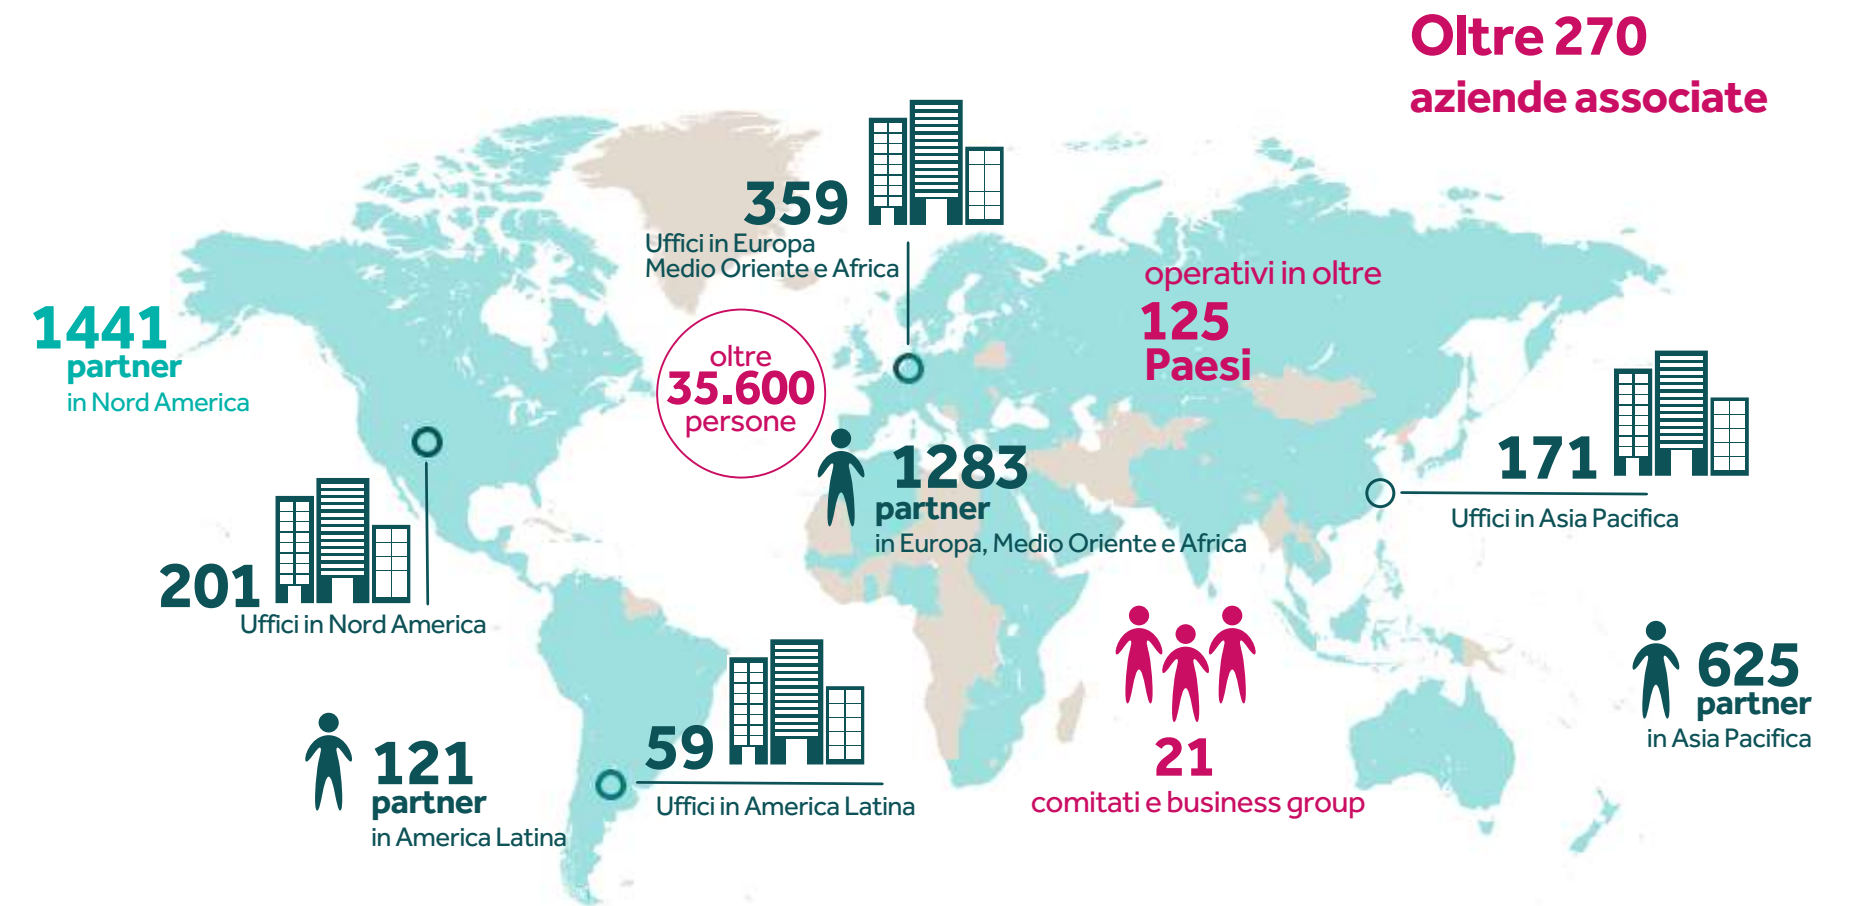 Oltre 270
aziende associate
359
Uffici in Europa
Medio Oriente e Africa
operativi in oltre
125
Paesi
1441
partner
in Nord America
oltre
35.600
persone
1283
partner
in Europa, Medio Oriente e Africa
171
Uffici in Asia Pacifica
201
Uffici in Nord America
625
partner
in Asia Pacifica
59
Uffici in America Latina
121
partner
in America Latina
21
comitati e business group